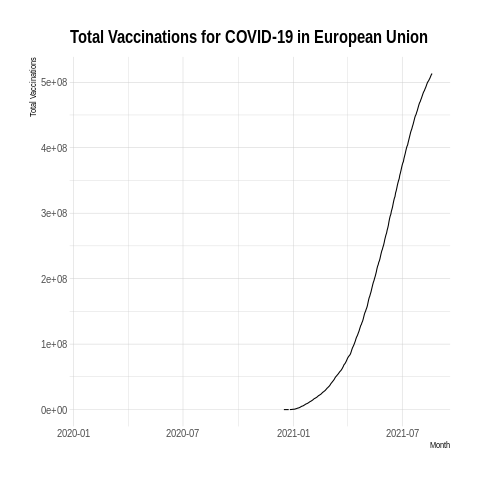 Total Vaccinations for COVID-19 in European Union
Total Vaccinations
5e+08
4e+08
3e+08
2e+08
1e+08
0e+00
2020-01 2020-07 2021-01 2021-07
Month